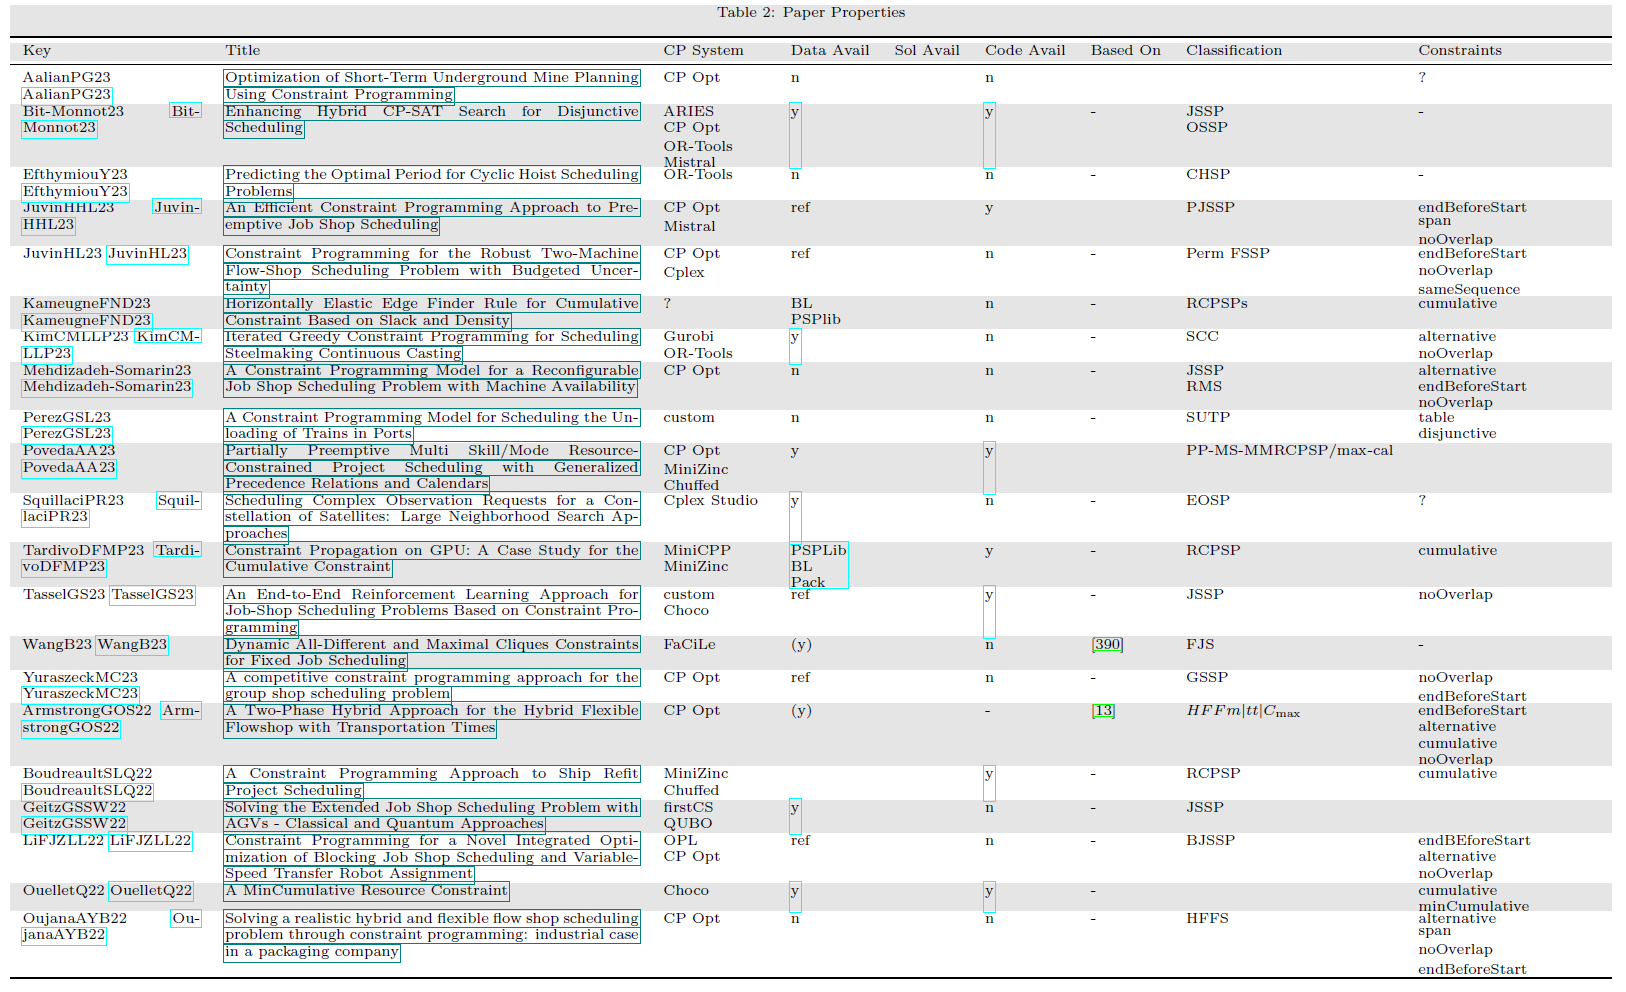 Table 2: Paper Properties
Key Title CP System Data Avail Sol Avail Code Avail Based On Classification Constraints
AalianPG23 Optimization of Short-Term Underground Mine Planning CP Opt n n ?
AalianPG23 Using Constraint Programming
Bit-Monnot23 Bit- Enhancing Hybrid CP-SAT Search for Disjunctive ARIES y y - JSSP -
Monnot23 Scheduling CP Opt OSSP
OR-Tools
Mistral
EfthymiouY23 Predicting the Optimal Period for Cyclic Hoist Scheduling OR-Tools n n - CHSP -
EfthymiouY23 Problems
JuvinHHL23 Juvin- An Efficient Constraint Programming Approach to Pre- CP Opt ref y - PJSSP endBeforeStart
HHL23 emptive Job Shop Scheduling Mistral span
noOverlap
JuvinHL23 JuvinHL23 Constraint Programming for the Robust Two-Machine CP Opt ref n - Perm FSSP endBeforeStart
Flow-Shop Scheduling Problem with Budgeted Uncer- Cplex noOverlap
tainty sameSequence
KameugneFND23 Horizontally Elastic Edge Finder Rule for Cumulative ? BL n - RCPSPs cumulative
KameugneFND23 Constraint Based on Slack and Density PSPlib
KimCMLLP23 KimCM- Iterated Greedy Constraint Programming for Scheduling Gurobi y n - SCC alternative
LLP23 Steelmaking Continuous Casting OR-Tools noOverlap
Mehdizadeh-Somarin23 A Constraint Programming Model for a Reconfigurable CP Opt n n - JSSP alternative
Mehdizadeh-Somarin23 Job Shop Scheduling Problem with Machine Availability RMS endBeforeStart
noOverlap
PerezGSL23 A Constraint Programming Model for Scheduling the Un- custom n n - SUTP table
PerezGSL23 loading of Trains in Ports disjunctive
PovedaAA23 Partially Preemptive Multi Skill/Mode Resource- CP Opt y y - PP-MS-MMRCPSP/max-cal
PovedaAA23 Constrained Project Scheduling with Generalized MiniZinc
Precedence Relations and Calendars Chuffed
SquillaciPR23 Squil- Scheduling Complex Observation Requests for a Con- Cplex Studio y n - EOSP ?
laciPR23 stellation of Satellites: Large Neighborhood Search Ap-
proaches
TardivoDFMP23 Tardi- Constraint Propagation on GPU: A Case Study for the MiniCPP PSPLib y - RCPSP cumulative
voDFMP23 Cumulative Constraint MiniZinc BL
Pack
TasselGS23 TasselGS23 An End-to-End Reinforcement Learning Approach for custom ref y - JSSP noOverlap
Job-Shop Scheduling Problems Based on Constraint Pro- Choco
gramming
WangB23 WangB23 Dynamic All-Different and Maximal Cliques Constraints FaCiLe (y) n [390] FJS -
for Fixed Job Scheduling
YuraszeckMC23 A competitive constraint programming approach for the CP Opt ref n - GSSP noOverlap
YuraszeckMC23 group shop scheduling problem endBeforeStart
ArmstrongGOS22 Arm- A Two-Phase Hybrid Approach for the Hybrid Flexible CP Opt (y) - [13] HFFm|tt|Cmax endBeforeStart
strongGOS22 Flowshop with Transportation Times alternative
cumulative
noOverlap
BoudreaultSLQ22 A Constraint Programming Approach to Ship Refit MiniZinc y - RCPSP cumulative
BoudreaultSLQ22 Project Scheduling Chuffed
GeitzGSSW22 Solving the Extended Job Shop Scheduling Problem with firstCS y n - JSSP
GeitzGSSW22 AGVs - Classical and Quantum Approaches QUBO
LiFJZLL22 LiFJZLL22 Constraint Programming for a Novel Integrated Opti- OPL ref n - BJSSP endBEforeStart
mization of Blocking Job Shop Scheduling and Variable- CP Opt alternative
Speed Transfer Robot Assignment noOverlap
OuelletQ22 OuelletQ22 A MinCumulative Resource Constraint Choco y y - cumulative
minCumulative
OujanaAYB22 Ou- Solving a realistic hybrid and flexible flow shop scheduling CP Opt n n - HFFS alternative
janaAYB22 problem through constraint programming: industrial case span
in a packaging company noOverlap
endBeforeStart